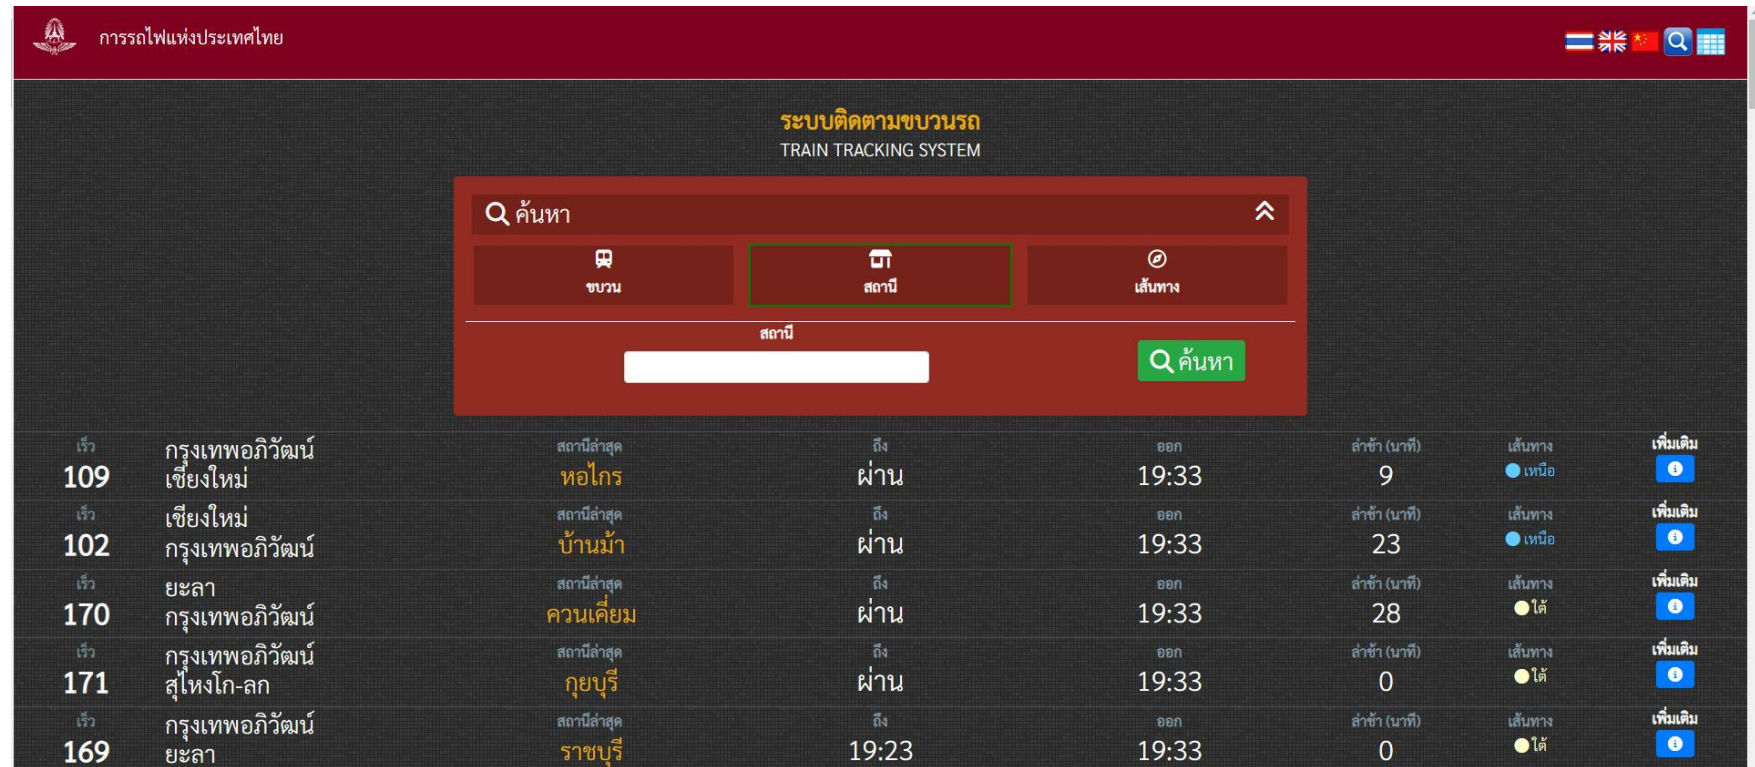 การรถไฟแห่งประเทศไทย
ระบบติดตามขบวนรถ
TRAIN TRACKING SYSTEM
ค้นหา
ขบวน สถานี เส้นทาง
สถานี
ค้นหา
เร็ว กรุงเทพอภิวัฒน์ สถานีล่าสุด ถึง ออก ล่าช้า (นาที) เส้นทาง เพิ่มเติม
109 เชียงใหม่ หอไกร ผ่าน 19:33 9 เหนือ
เร็ว เชียงใหม่ สถานีล่าสุด ถึง ออก ล่าช้า (นาที) เส้นทาง เพิ่มเติม
102 กรุงเทพอภิวัฒน์ บ้านม้า ผ่าน 19:33 23 เหนือ
เร็ว ยะลา สถานีล่าสุด ถึง ออก ล่าช้า (นาที) เส้นทาง เพิ่มเติม
170 กรุงเทพอภิวัฒน์ ควนเคี่ยม ผ่าน 19:33 28 ใต้
เร็ว กรุงเทพอภิวัฒน์ สถานีล่าสุด ถึง ออก ล่าช้า (นาที) เส้นทาง เพิ่มเติม
171 สุไหงโก-ลก กุยบุรี ผ่าน 19:33 0 ใต้
เร็ว กรุงเทพอภิวัฒน์ สถานีล่าสุด ถึง ออก ล่าช้า (นาที) เส้นทาง เพิ่มเติม
169 ยะลา ราชบุรี 19:23 19:33 0 ใต้